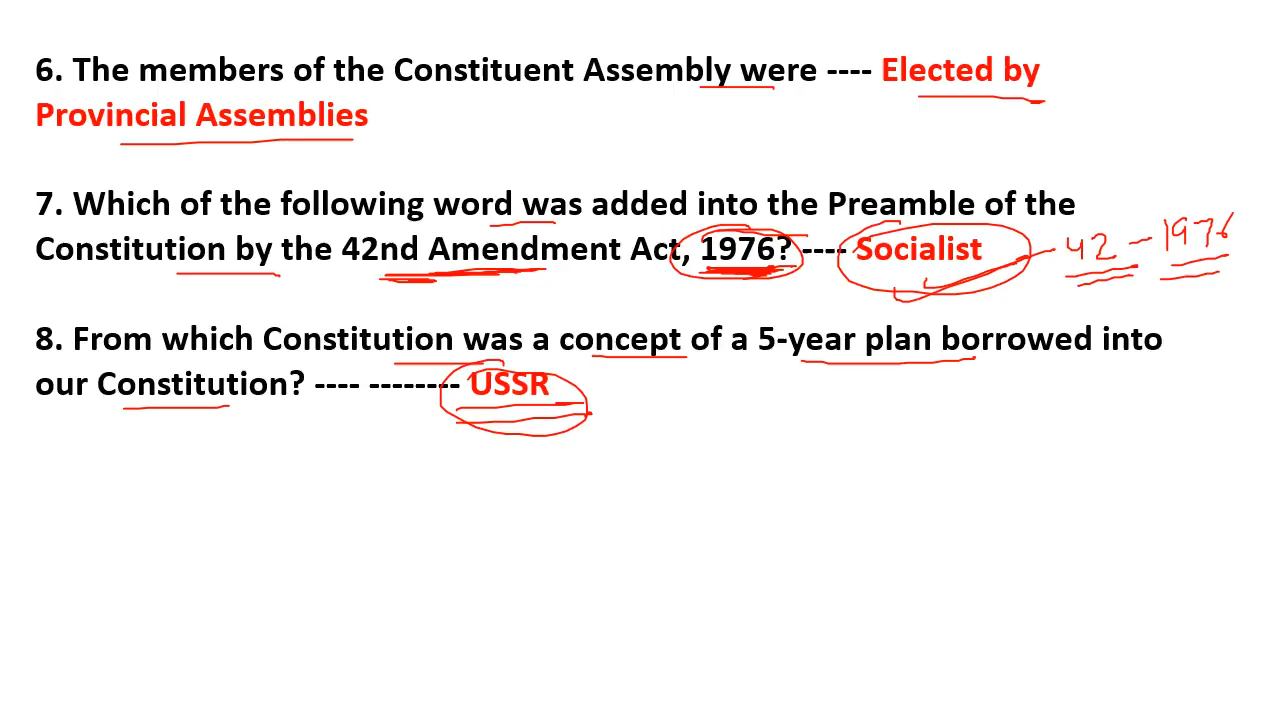 6. The members of the Constituent Assembly were ---- Elected by
Provincial Assemblies
7. Which of the following word was added into the Preamble of the
Constitution by the 42nd Amendment Act, 1976? ---- Socialist - 42 - 1976
8. From which Constitution was a concept of a 5-year plan borrowed into
our Constitution? ---- -------- USSR